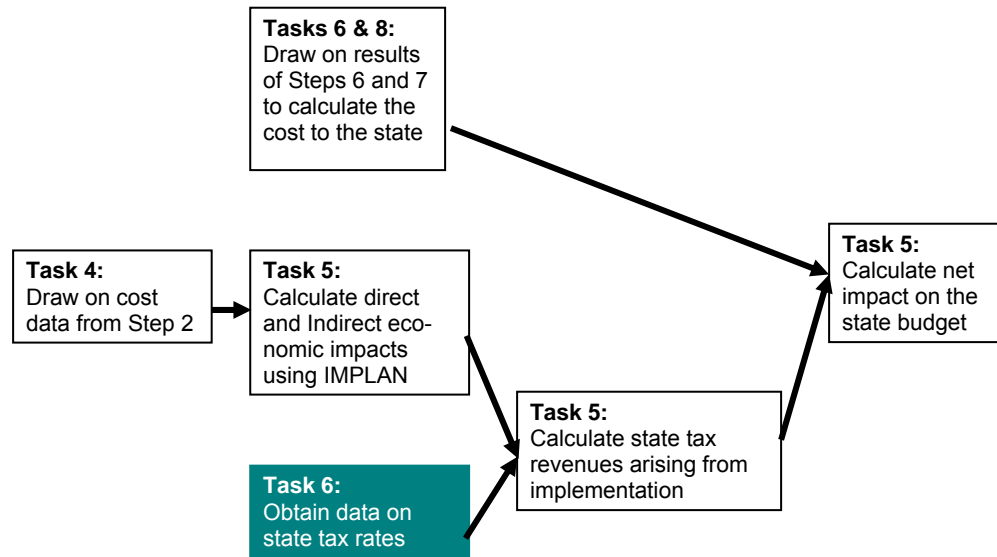 Tasks 6 & 8:
Draw on results
of Steps 6 and 7
to calculate the
cost to the state
Task 4:
Draw on cost
data from Step 2
Task 5:
Calculate direct
and Indirect eco-
nomic impacts
using IMPLAN
Task 6:
Obtain data on
state tax rates
Task 5:
Calculate state tax
revenues arising from
implementation
Task 5:
Calculate net
impact on the
state budget